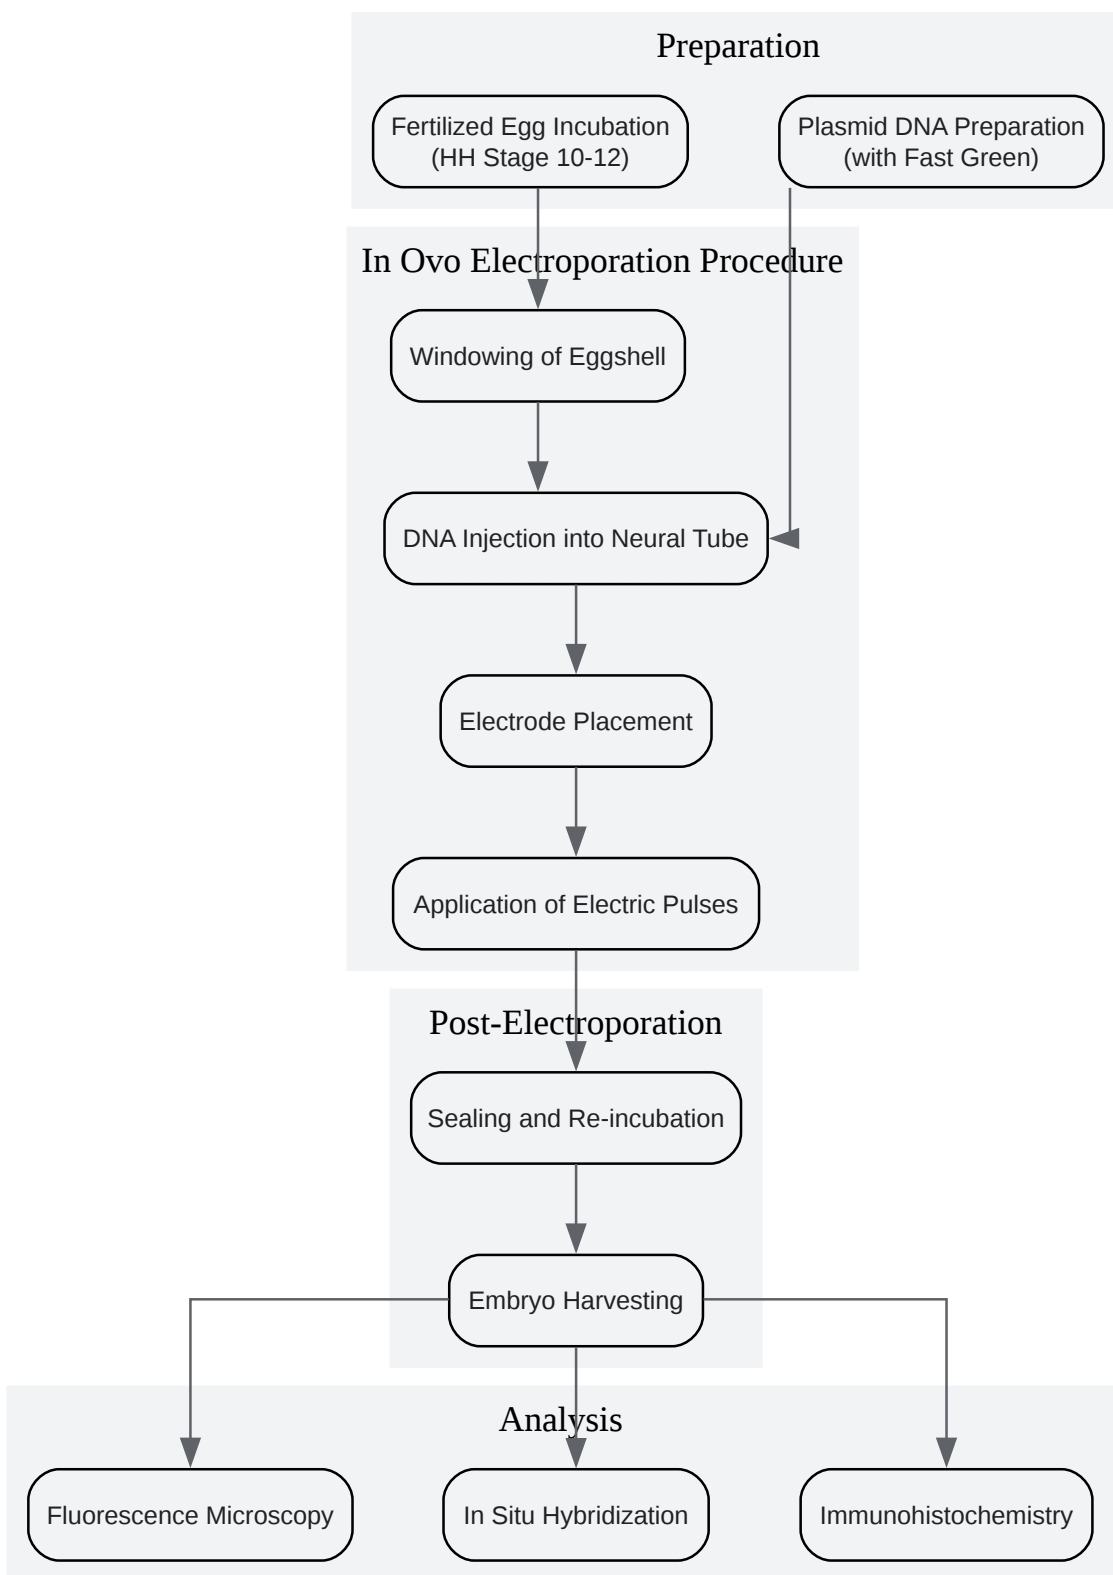 Preparation
Fertilized Egg Incubation
(HH Stage 10-12)
Plasmid DNA Preparation
(with Fast Green)
In Ovo Electroporation Procedure
Windowing of Eggshell
DNA Injection into Neural Tube
Electrode Placement
Application of Electric Pulses
Post-Electroporation
Sealing and Re-incubation
Embryo Harvesting
Analysis
Fluorescence Microscopy
In Situ Hybridization
Immunohistochemistry